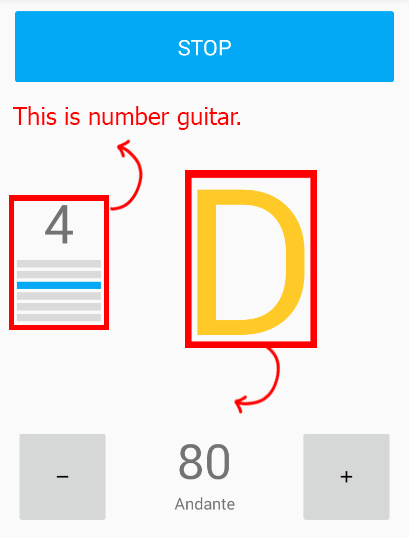 STOP
This is number guitar.
4
D
− 80 +
Andante